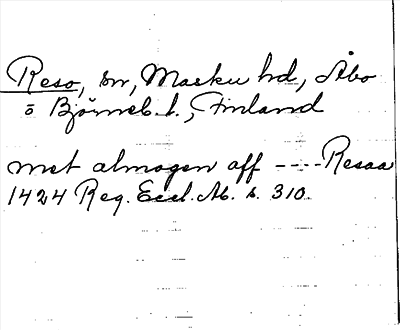 Reso, sn, Masku hd, Åbo
o Björneb. l., Finland
met almogen aff ---- Resaa
1424 Reg. Eccl. Ab. s. 310.